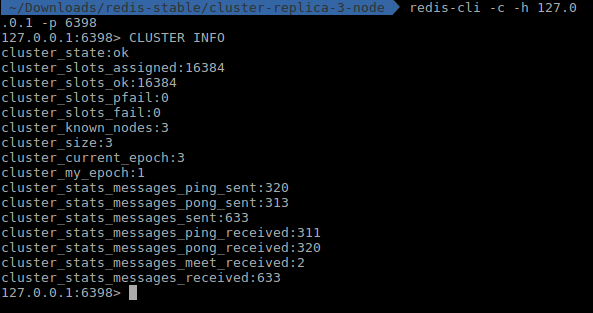 ~/Downloads/redis-stable/cluster-replica-3-node redis-cli -c -h 127.0
.0.1 -p 6398
127.0.0.1:6398> CLUSTER INFO
cluster_state:ok
cluster_slots_assigned:16384
cluster_slots_ok:16384
cluster_slots_pfail:0
cluster_slots_fail:0
cluster_known_nodes:3
cluster_size:3
cluster_current_epoch:3
cluster_my_epoch:1
cluster_stats_messages_ping_sent:320
cluster_stats_messages_pong_sent:313
cluster_stats_messages_sent:633
cluster_stats_messages_ping_received:311
cluster_stats_messages_pong_received:320
cluster_stats_messages_meet_received:2
cluster_stats_messages_received:633
127.0.0.1:6398>